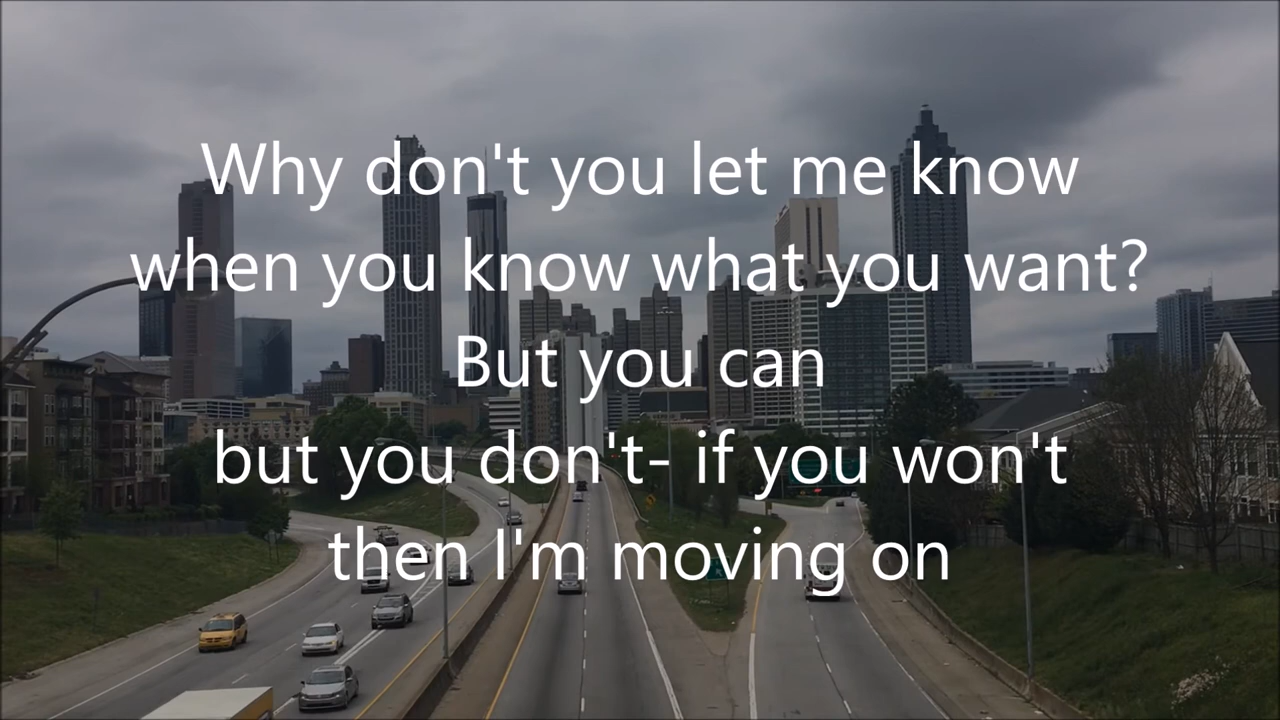 Why don't you let me know
when you know what you want?
But you can
but you don't- if you won't
then I'm moving on